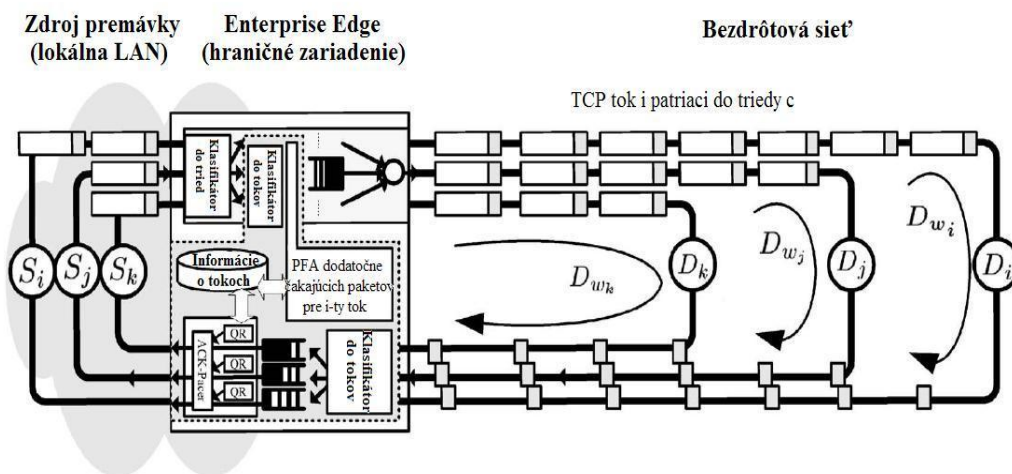 Zdroj premávky
(lokálna LAN)
Enterprise Edge
(hraničné zariadenie)
Bezdrôtová sieť
TCP tok i patriaci do triedy c
Klasifikátor
do tried
Klasifikátor
do tokov
S_i
S_j
S_k
Informácie
o tokoch
PFA dodatočne
čakajúcich paketov
pre i-ty tok
D_{w_k}
D_k
D_{w_j}
D_j
D_{w_i}
D_i
ACK-Pacer
QR
QR
QR
Klasifikátor
do tokov